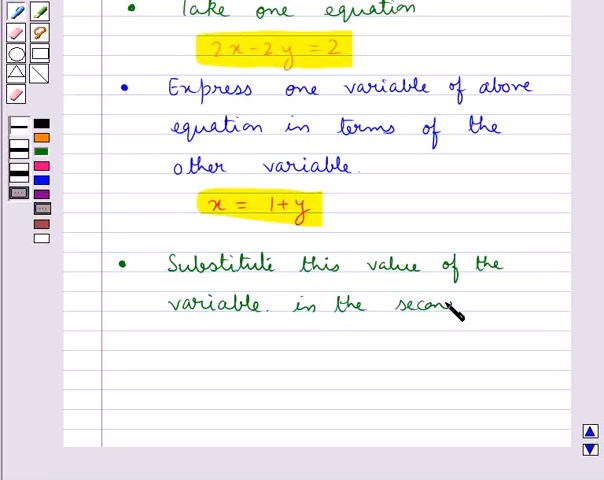 • Take one equation
2x-2y = 2
• Express one variable of above
equation in terms of the
other variable.
x = 1+y
• Substitute this value of the
variable. in the secon